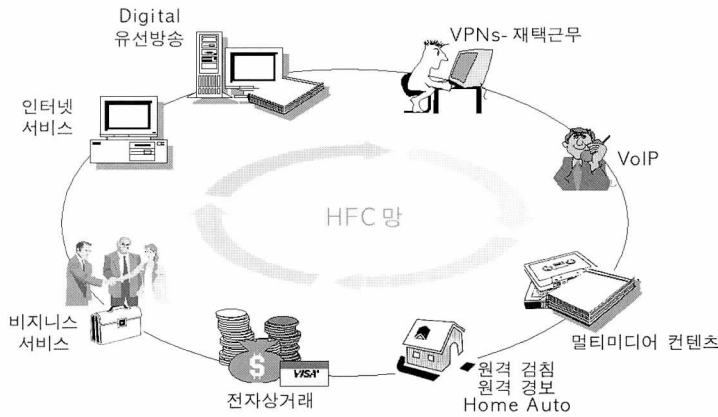 Digital
유선방송
VPNs- 재택근무
인터넷
서비스
VoIP
HFC 망
비지니스
서비스
멀티미디어 컨텐츠
VISA
$
전자상거래
원격 검침
원격 경보
Home Auto